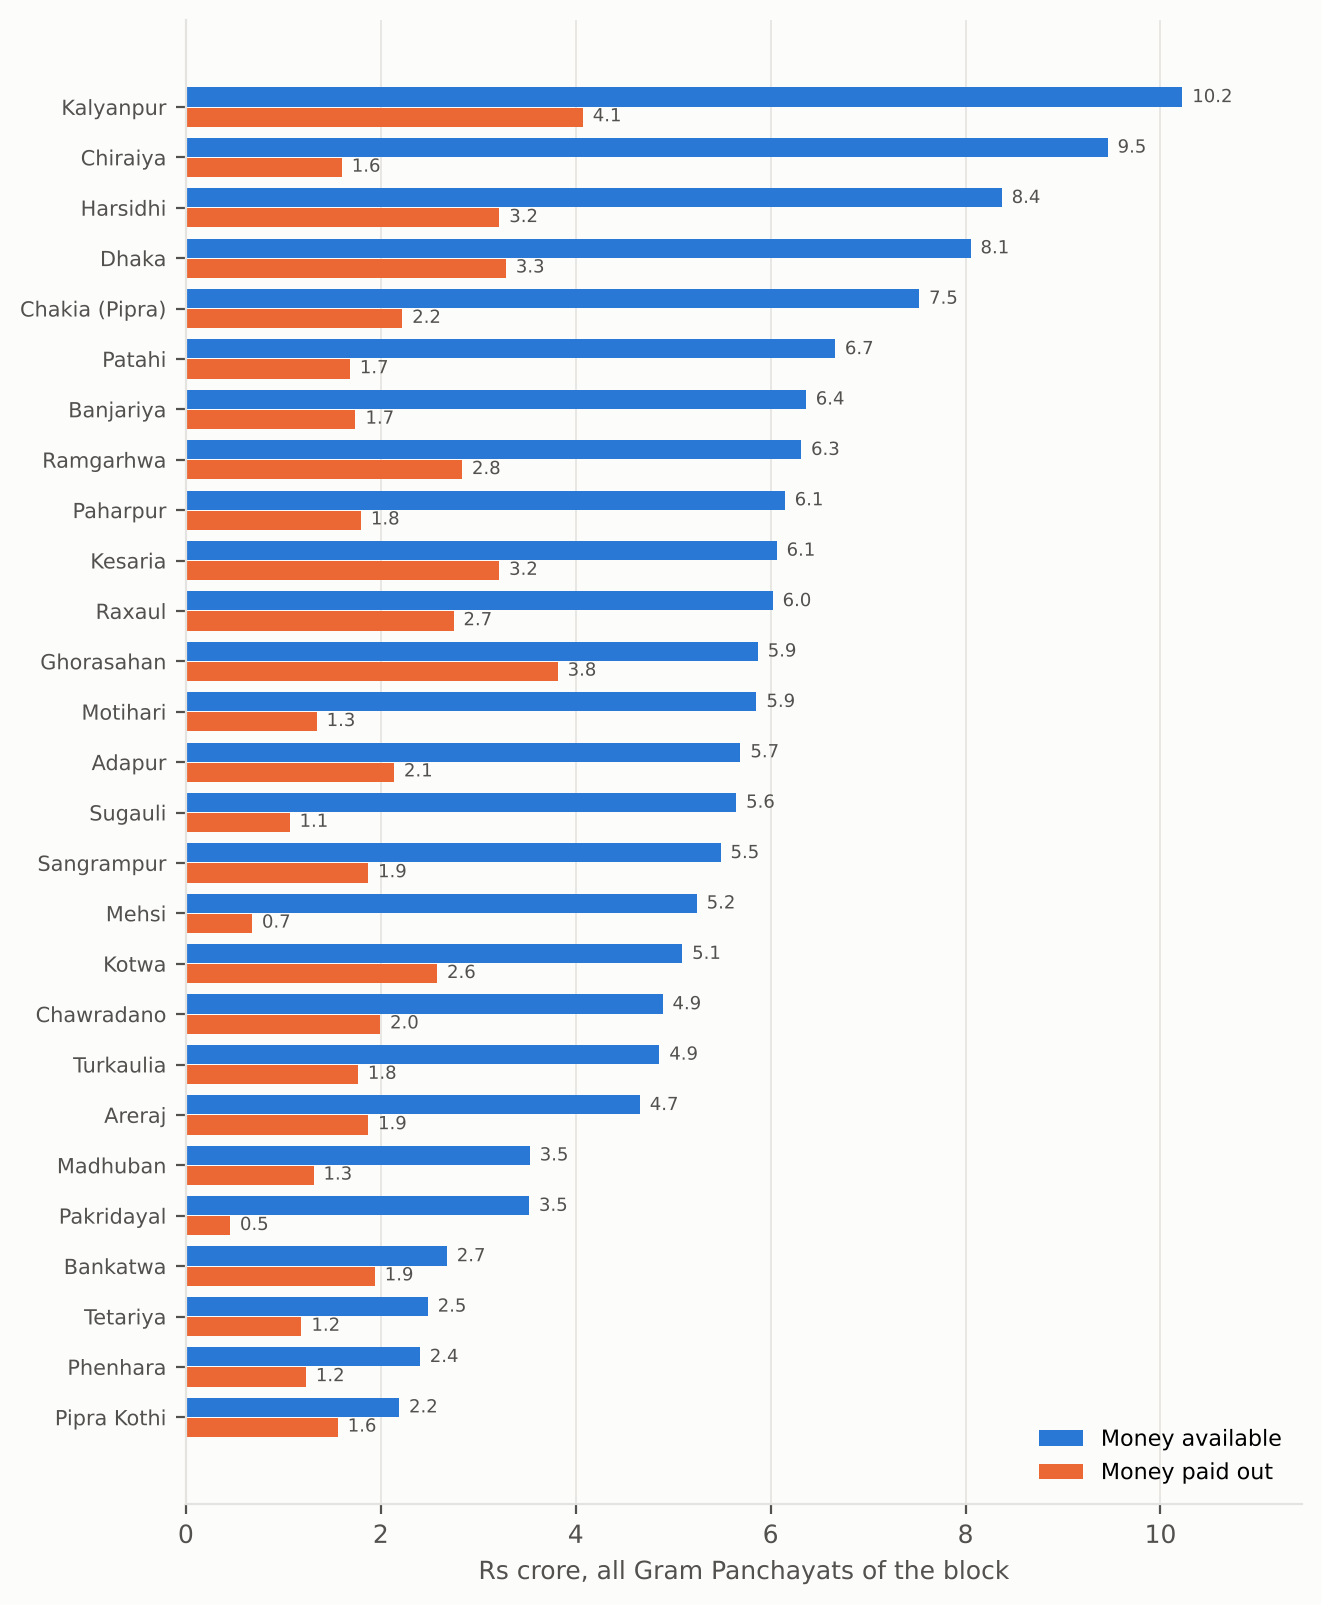 Kalyanpur 10.2
4.1
Chiraiya 9.5
1.6
Harsidhi 8.4
3.2
Dhaka 8.1
3.3
Chakia (Pipra) 7.5
2.2
Patahi 6.7
1.7
Banjariya 6.4
1.7
Ramgarhwa 6.3
2.8
Paharpur 6.1
1.8
Kesaria 6.1
3.2
Raxaul 6.0
2.7
Ghorasahan 5.9
3.8
Motihari 5.9
1.3
Adapur 5.7
2.1
Sugauli 5.6
1.1
Sangrampur 5.5
1.9
Mehsi 5.2
0.7
Kotwa 5.1
2.6
Chawradano 4.9
2.0
Turkaulia 4.9
1.8
Areraj 4.7
1.9
Madhuban 3.5
1.3
Pakridayal 3.5
0.5
Bankatwa 2.7
1.9
Tetariya 2.5
1.2
Phenhara 2.4
1.2
Pipra Kothi 2.2
1.6
Money available
Money paid out
0 2 4 6 8 10
Rs crore, all Gram Panchayats of the block